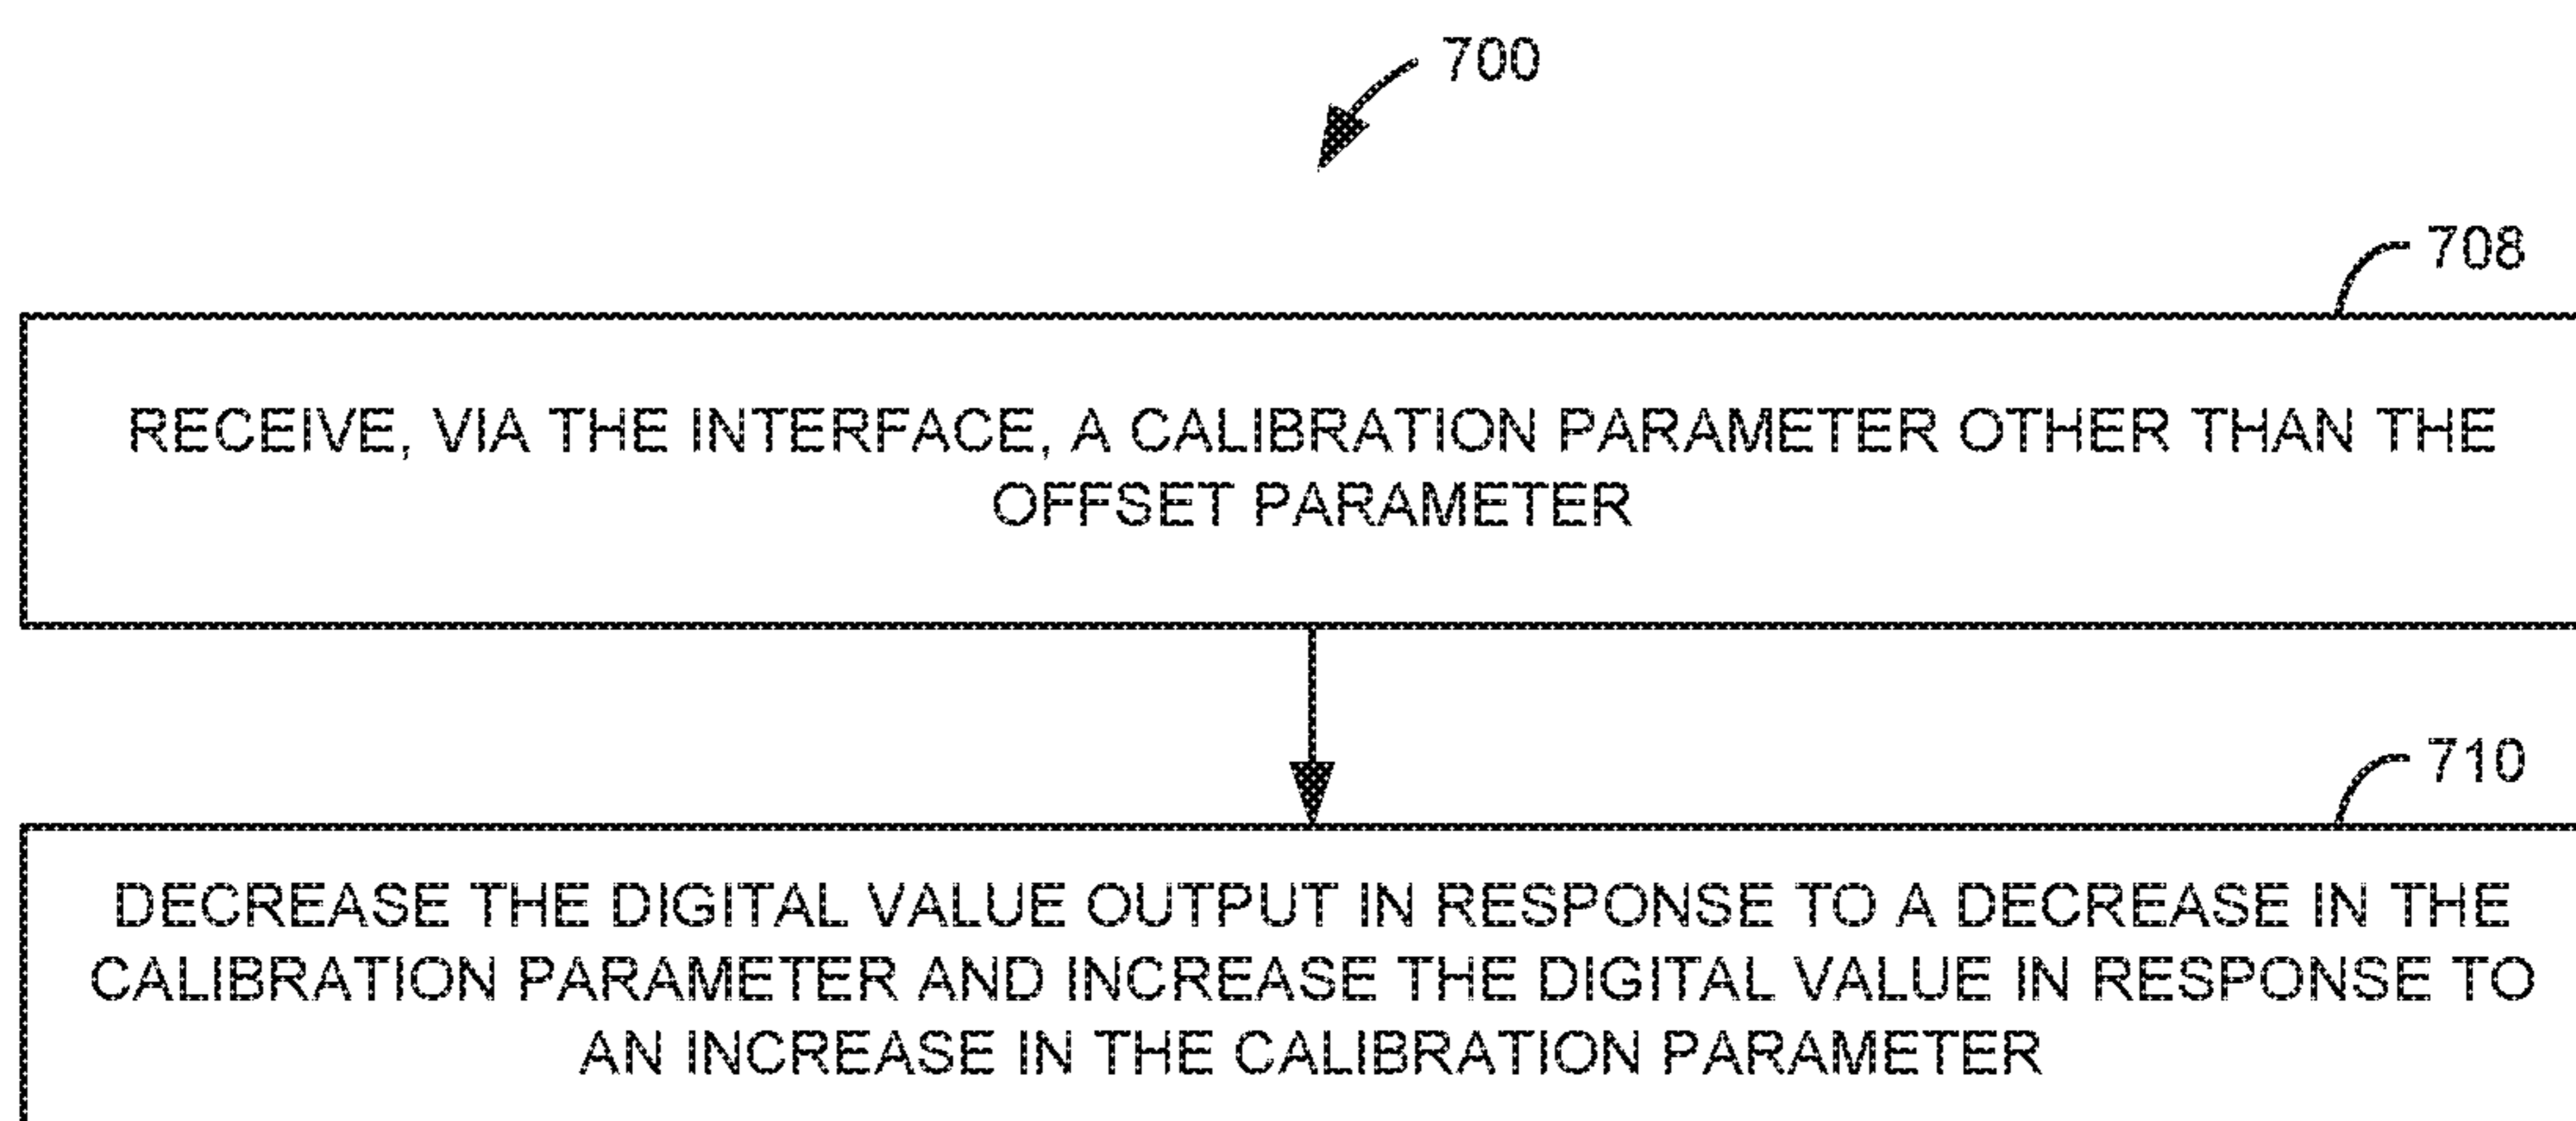 700
708
RECEIVE, VIA THE INTERFACE, A CALIBRATION PARAMETER OTHER THAN THE
OFFSET PARAMETER
710
DECREASE THE DIGITAL VALUE OUTPUT IN RESPONSE TO A DECREASE IN THE
CALIBRATION PARAMETER AND INCREASE THE DIGITAL VALUE IN RESPONSE TO
AN INCREASE IN THE CALIBRATION PARAMETER